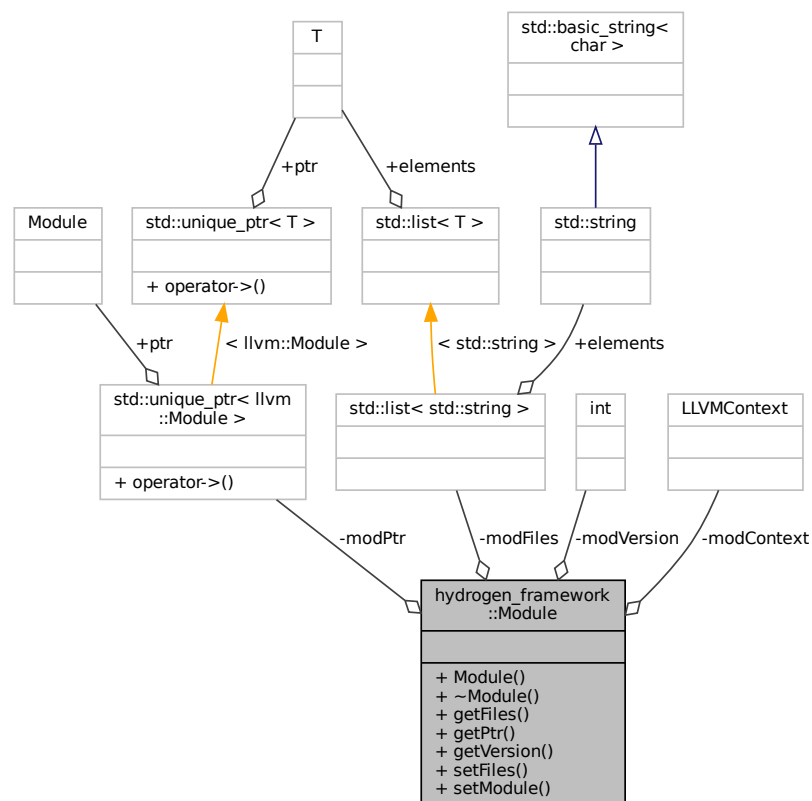 T
std::basic_string<
char >
+ptr
+elements
Module
std::unique_ptr< T >
+ operator->()
std::list< T >
std::string
+ptr
< llvm::Module >
< std::string >
+elements
std::unique_ptr< llvm
::Module >
+ operator->()
std::list< std::string >
int
LLVMContext
-modPtr
-modFiles
-modVersion
-modContext
hydrogen_framework
::Module
+ Module()
+ ~Module()
+ getFiles()
+ getPtr()
+ getVersion()
+ setFiles()
+ setModule()